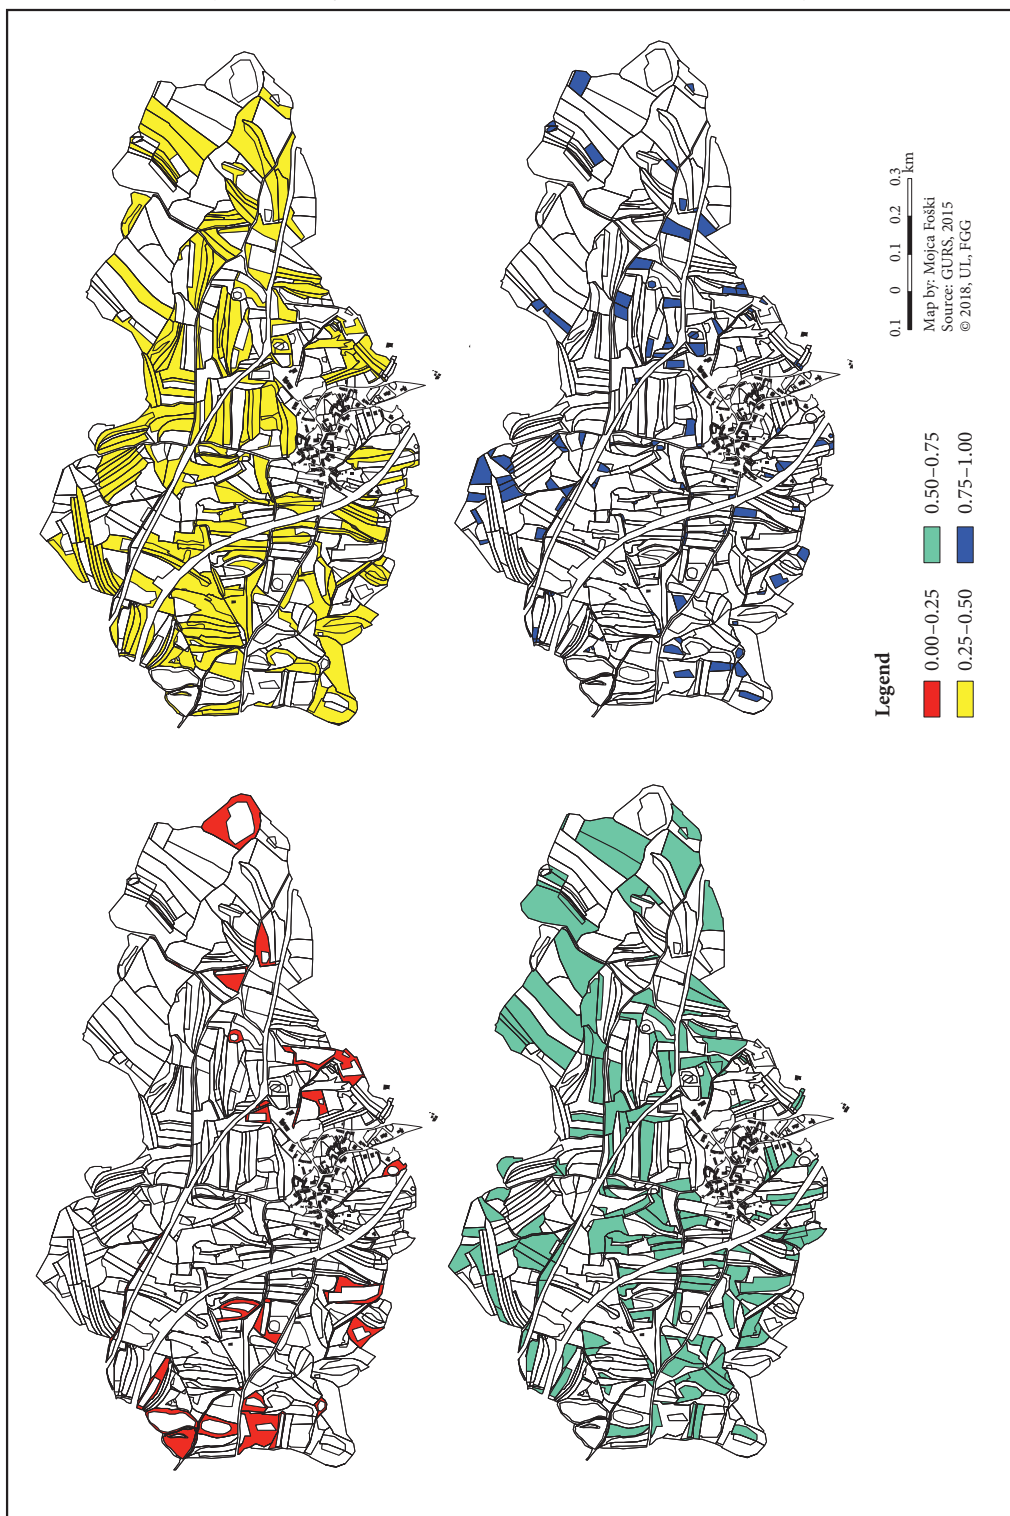 Legend
0.00–0.25
0.25–0.50
0.50–0.75
0.75–1.00
0.1 0 0.1 0.2 0.3
km
Map by: Mojca Foški
Source: GURS, 2015
© 2018, UL, FGG